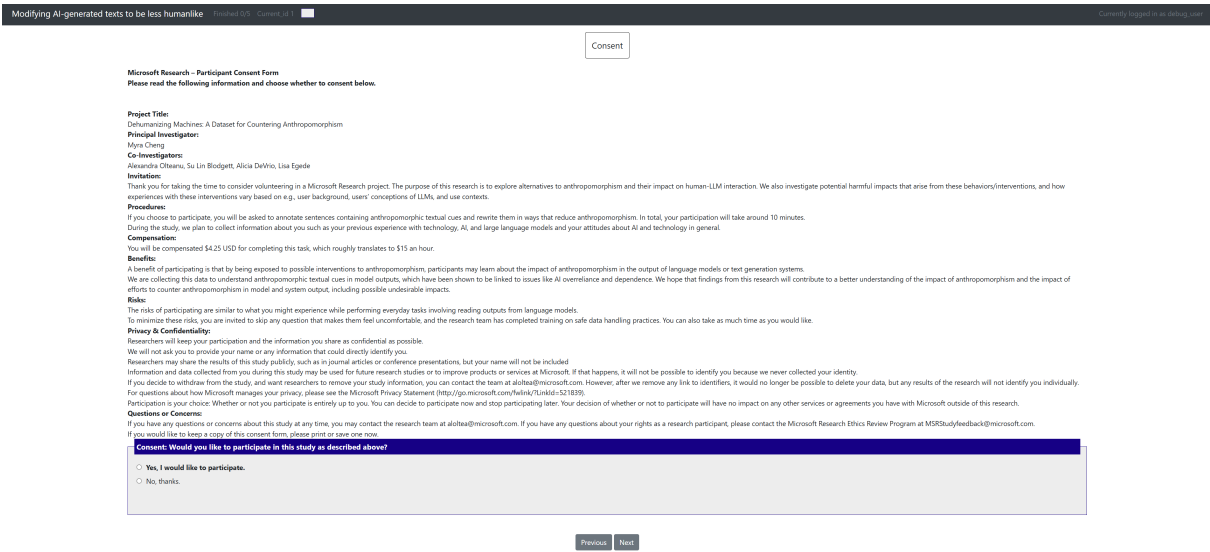 Modifying AI-generated texts to be less humanlike Finished 0/5 Current_id 1
Currently logged in as debug_user
Consent
Microsoft Research – Participant Consent Form
Please read the following information and choose whether to consent below.
Project Title:
Dehumanizing Machines: A Dataset for Countering Anthropomorphism
Principal Investigator:
Myra Cheng
Co-Investigators:
Alexandra Olteanu, Su Lin Blodgett, Alicia DeVrio, Lisa Egede
Invitation:
Thank you for taking the time to consider volunteering in a Microsoft Research project. The purpose of this research is to explore alternatives to anthropomorphism and their impact on human-LLM interaction. We also investigate potential harmful impacts that arise from these behaviors/interventions, and how
experiences with these interventions vary based on e.g., user background, users' conceptions of LLMs, and use contexts.
Procedures:
If you choose to participate, you will be asked to annotate sentences containing anthropomorphic textual cues and rewrite them in ways that reduce anthropomorphism. In total, your participation will take around 10 minutes.
During the study, we plan to collect information about you such as your previous experience with technology, AI, and large language models and your attitudes about AI and technology in general.
Compensation:
You will be compensated $4.25 USD for completing this task, which roughly translates to $15 an hour.
Benefits:
A benefit of participating is that by being exposed to possible interventions to anthropomorphism, participants may learn about the impact of anthropomorphism in the output of language models or text generation systems.
We are collecting this data to understand anthropomorphic textual cues in model outputs, which have been shown to be linked to issues like AI overreliance and dependence. We hope that findings from this research will contribute to a better understanding of the impact of anthropomorphism and the impact of
efforts to counter anthropomorphism in model and system output, including possible undesirable impacts.
Risks:
The risks of participating are similar to what you might experience while performing everyday tasks involving reading outputs from language models.
To minimize these risks, you are invited to skip any question that makes them feel uncomfortable, and the research team has completed training on safe data handling practices. You can also take as much time as you would like.
Privacy & Confidentiality:
Researchers will keep your participation and the information you share as confidential as possible.
We will not ask you to provide your name or any information that could directly identify you.
Researchers may share the results of this study publicly, such as in journal articles or conference presentations, but your name will not be included
Information and data collected from you during this study may be used for future research studies or to improve products or services at Microsoft. If that happens, it will not be possible to identify you because we never collected your identity.
If you decide to withdraw from the study, and want researchers to remove your study information, you can contact the team at aloltea@microsoft.com. However, after we remove any link to identifiers, it would no longer be possible to delete your data, but any results of the research will not identify you individually.
For questions about how Microsoft manages your privacy, please see the Microsoft Privacy Statement (http://go.microsoft.com/fwlink/?LinkId=521839).
Participation is your choice: Whether or not you participate is entirely up to you. You can decide to participate now and stop participating later. Your decision of whether or not to participate will have no impact on any other services or agreements you have with Microsoft outside of this research.
Questions or Concerns:
If you have any questions or concerns about this study at any time, you may contact the research team at aloltea@microsoft.com. If you have any questions about your rights as a research participant, please contact the Microsoft Research Ethics Review Program at MSRStudyfeedback@microsoft.com.
If you would like to keep a copy of this consent form, please print or save one now.
Consent: Would you like to participate in this study as described above?
Yes, I would like to participate.
No, thanks.
Previous Next